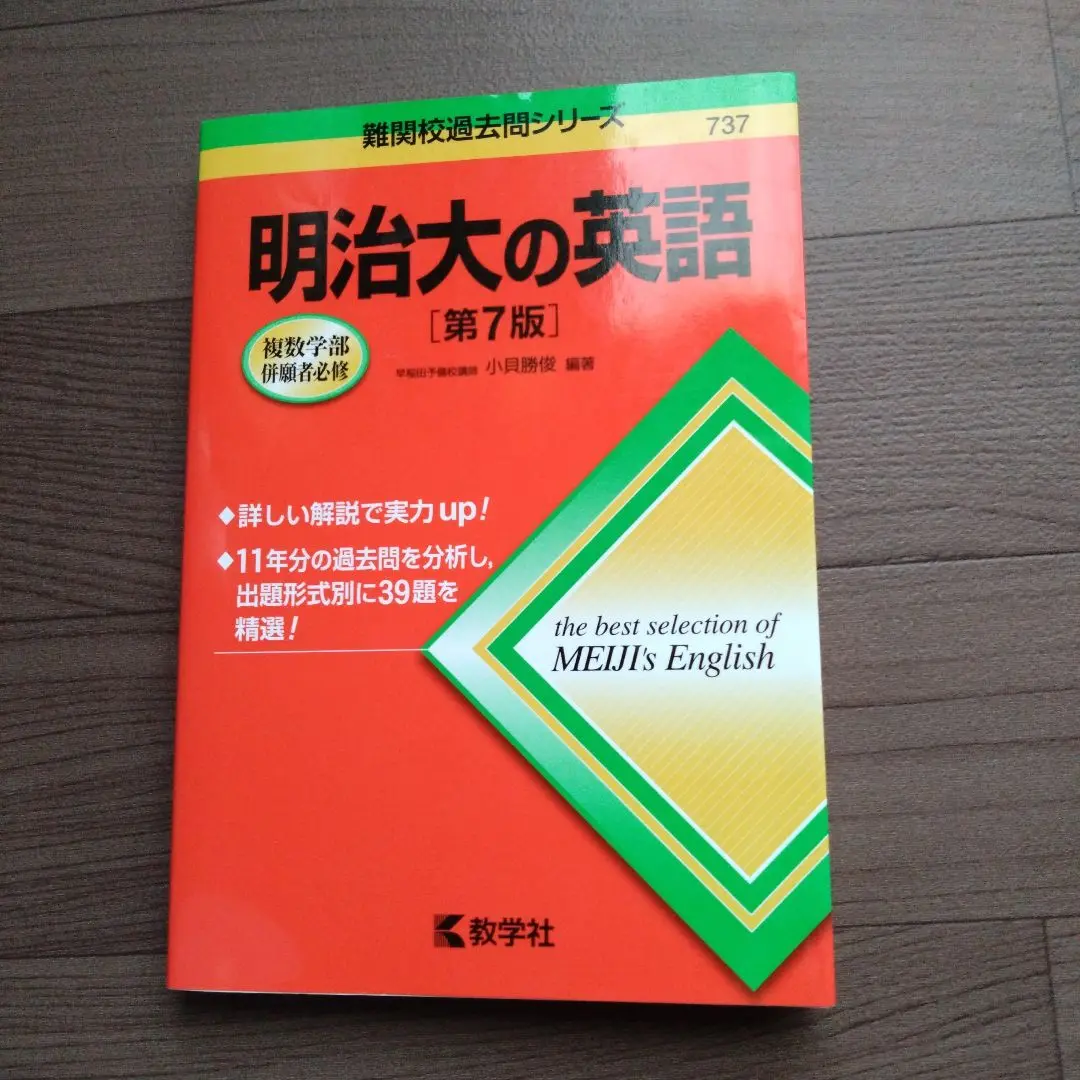 難関校過去問シリーズ
737
明治大の英語
[第7版]
複数学部
併願者必修
早稲田予備校講師 小貝勝俊 編著
◆詳しい解説で実力up!
◆11年分の過去問を分析し,
出題形式別に39題を
精選!
the best selection of
MEIJI's English
教学社